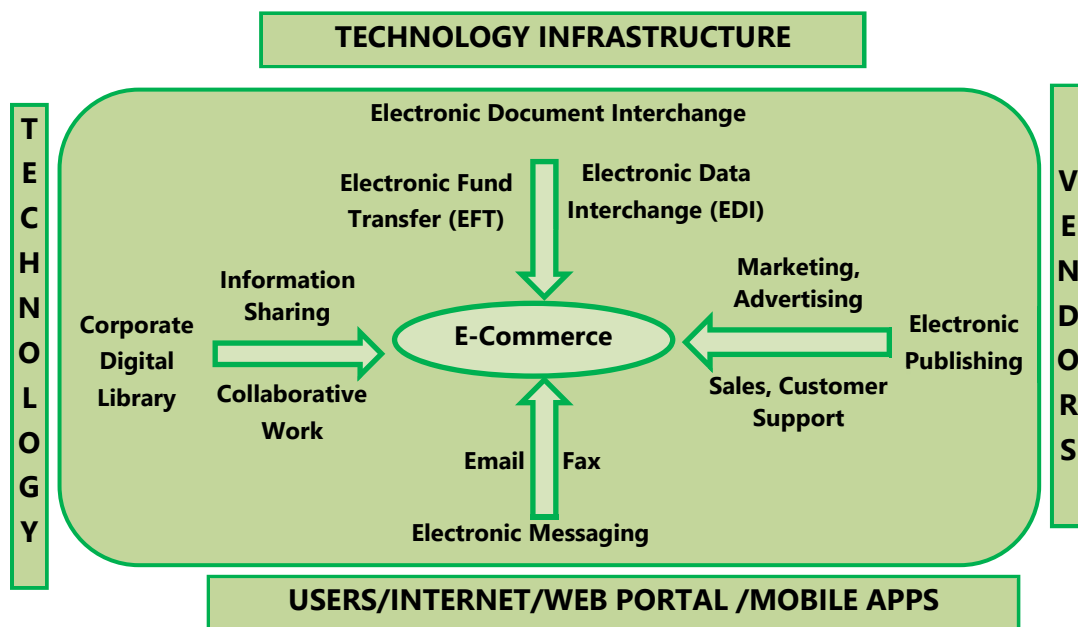 TECHNOLOGY INFRASTRUCTURE
TECHNOLOGY
Electronic Document Interchange
Electronic Fund
Transfer (EFT)
Electronic Data
Interchange (EDI)
Information
Sharing
Marketing,
Advertising
Corporate
Digital
Library
E-Commerce
Electronic
Publishing
Collaborative
Work
Sales, Customer
Support
Email
Fax
Electronic Messaging
VENDORS
USERS/INTERNET/WEB PORTAL /MOBILE APPS